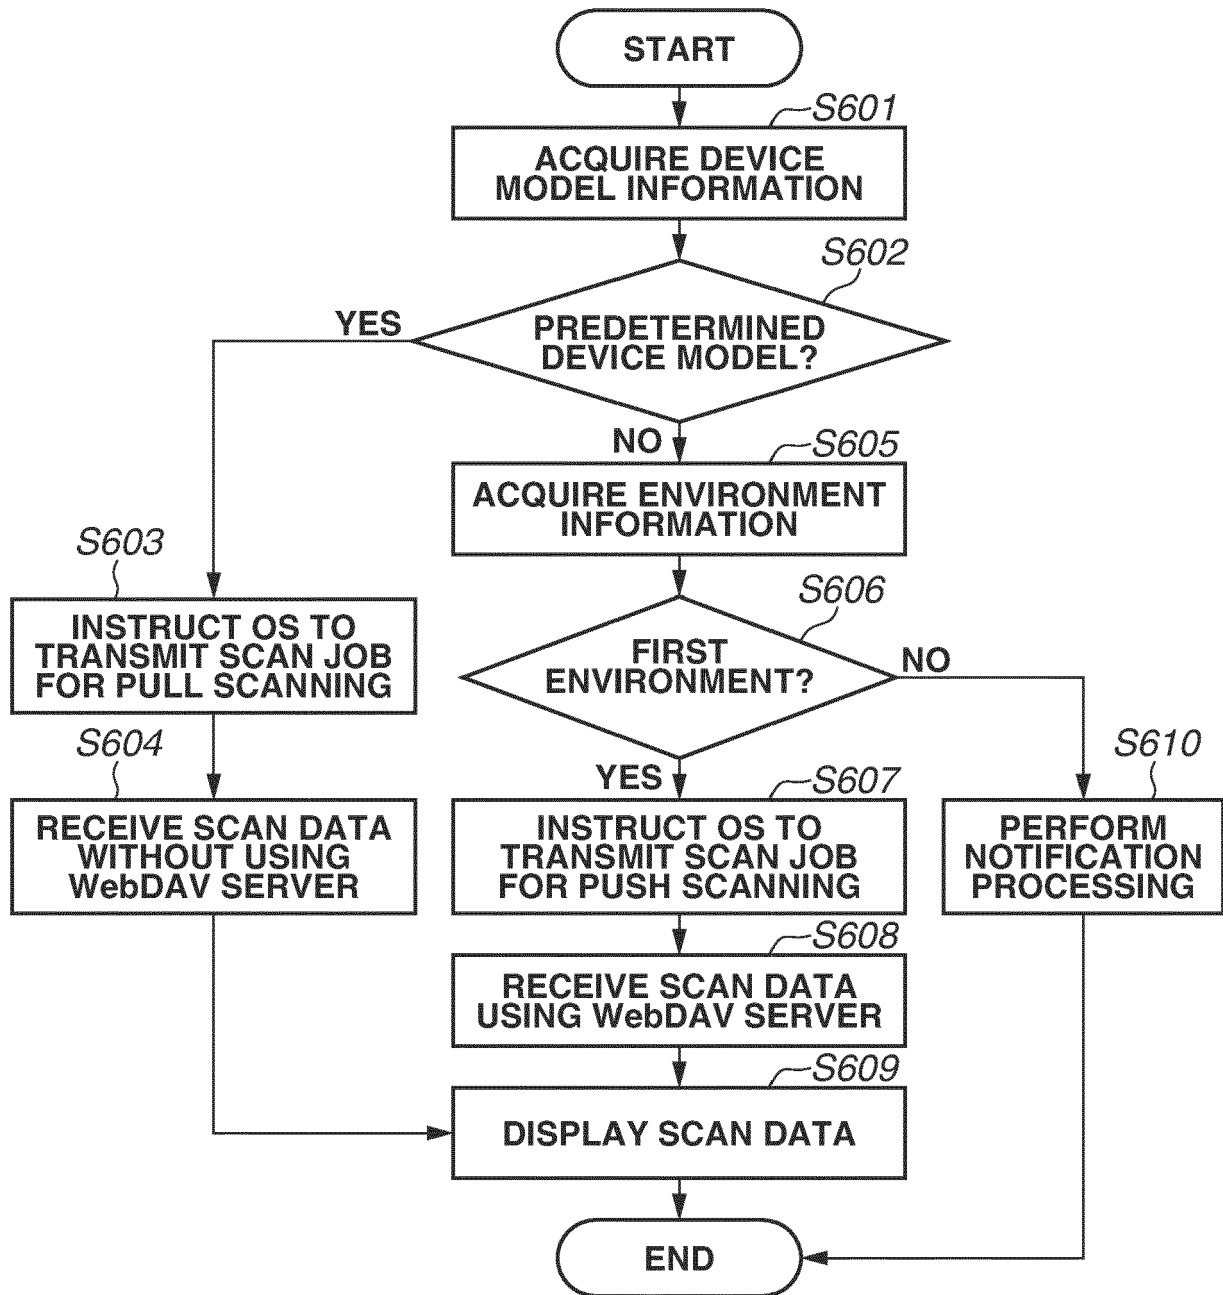 START
S601
ACQUIRE DEVICE
MODEL INFORMATION
S602
YES
PREDETERMINED
DEVICE MODEL?
NO
S605
ACQUIRE ENVIRONMENT
INFORMATION
S603
INSTRUCT OS TO
TRANSMIT SCAN JOB
FOR PULL SCANNING
S606
FIRST
ENVIRONMENT?
NO
S604
RECEIVE SCAN DATA
WITHOUT USING
WebDAV SERVER
YES
S607
INSTRUCT OS TO
TRANSMIT SCAN JOB
FOR PUSH SCANNING
S610
PERFORM
NOTIFICATION
PROCESSING
S608
RECEIVE SCAN DATA
USING WebDAV SERVER
S609
DISPLAY SCAN DATA
END